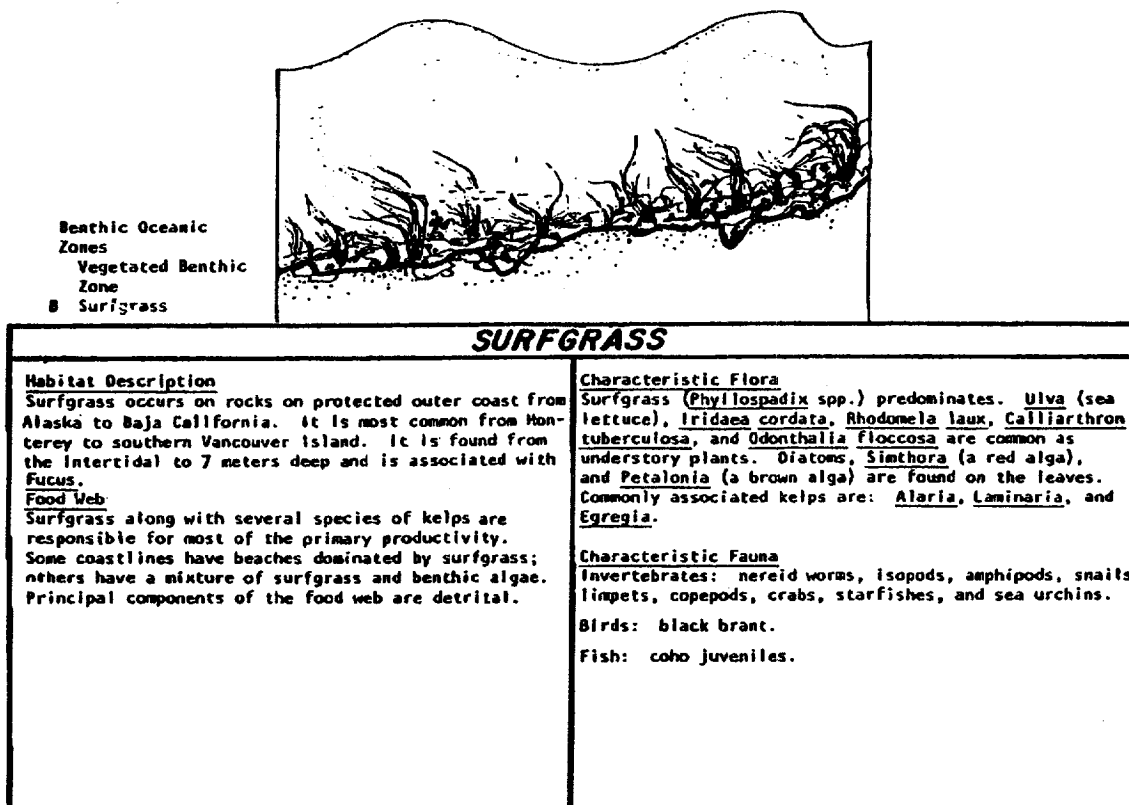 Benthic Oceanic
Zones
Vegetated Benthic
Zone
B Surfgrass
SURFGRASS
Habitat Description
Surfgrass occurs on rocks on protected outer coast from
Alaska to Baja California. It is most common from Mon-
terey to southern Vancouver Island. It is found from
the intertidal to 7 meters deep and is associated with
Fucus.
Food Web
Surfgrass along with several species of kelps are
responsible for most of the primary productivity.
Some coastlines have beaches dominated by surfgrass;
others have a mixture of surfgrass and benthic algae.
Principal components of the food web are detrital.
Characteristic Flora
Surfgrass (Phyllospadix spp.) predominates. Ulva (sea
lettuce), Iridaea cordata, Rhodomela laux, Calliarthron
tuberculosa, and Odonthalia floccosa are common as
understory plants. Diatoms, Simthora (a red alga),
and Petalonia (a brown alga) are found on the leaves.
Commonly associated kelps are: Alaria, Laminaria, and
Egregia.
Characteristic Fauna
Invertebrates: nereid worms, isopods, amphipods, snails
limpets, copepods, crabs, starfishes, and sea urchins.
Birds: black brant.
Fish: coho juveniles.